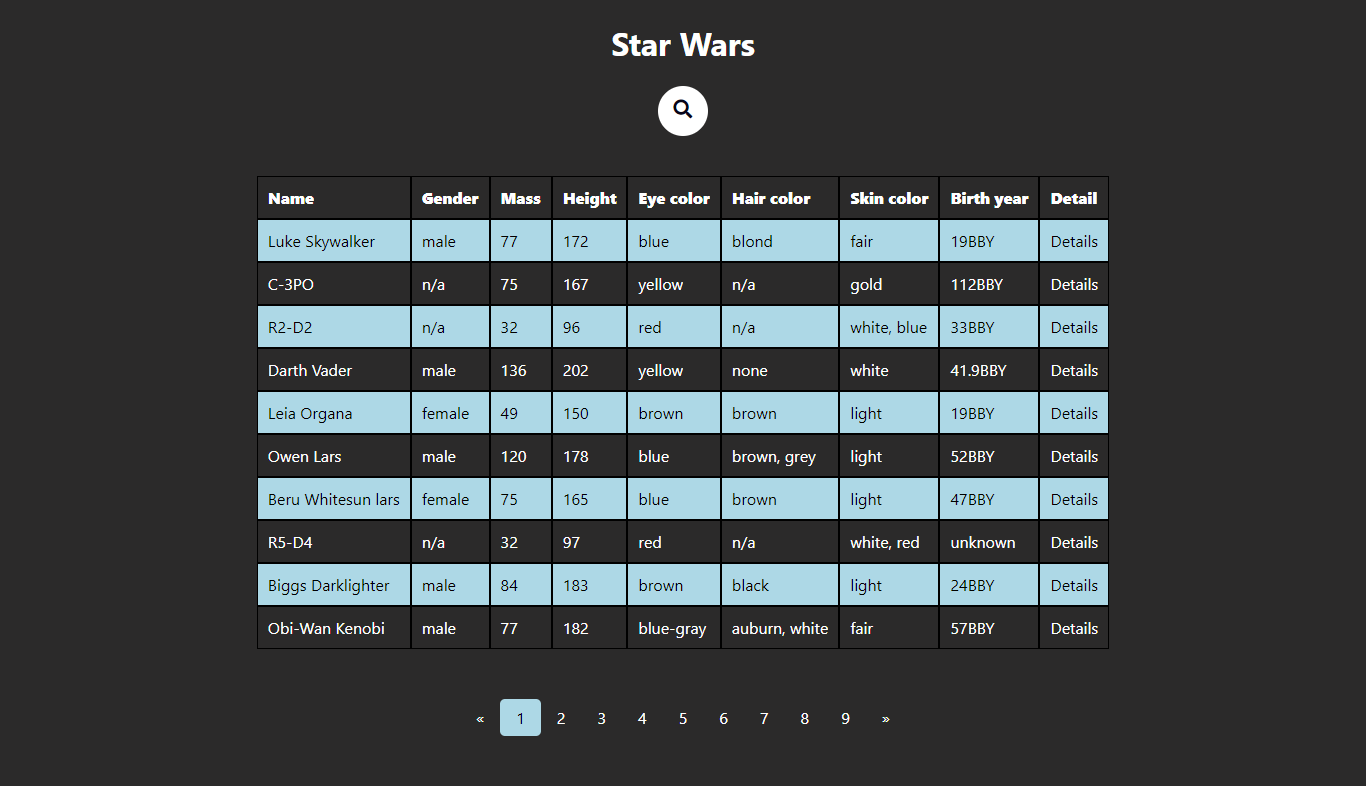 Star Wars
Name Gender Mass Height Eye color Hair color Skin color Birth year Detail
Luke Skywalker male 77 172 blue blond fair 19BBY Details
C-3PO n/a 75 167 yellow n/a gold 112BBY Details
R2-D2 n/a 32 96 red n/a white, blue 33BBY Details
Darth Vader male 136 202 yellow none white 41.9BBY Details
Leia Organa female 49 150 brown brown light 19BBY Details
Owen Lars male 120 178 blue brown, grey light 52BBY Details
Beru Whitesun lars female 75 165 blue brown light 47BBY Details
R5-D4 n/a 32 97 red n/a white, red unknown Details
Biggs Darklighter male 84 183 brown black light 24BBY Details
Obi-Wan Kenobi male 77 182 blue-gray auburn, white fair 57BBY Details
« 1 2 3 4 5 6 7 8 9 »